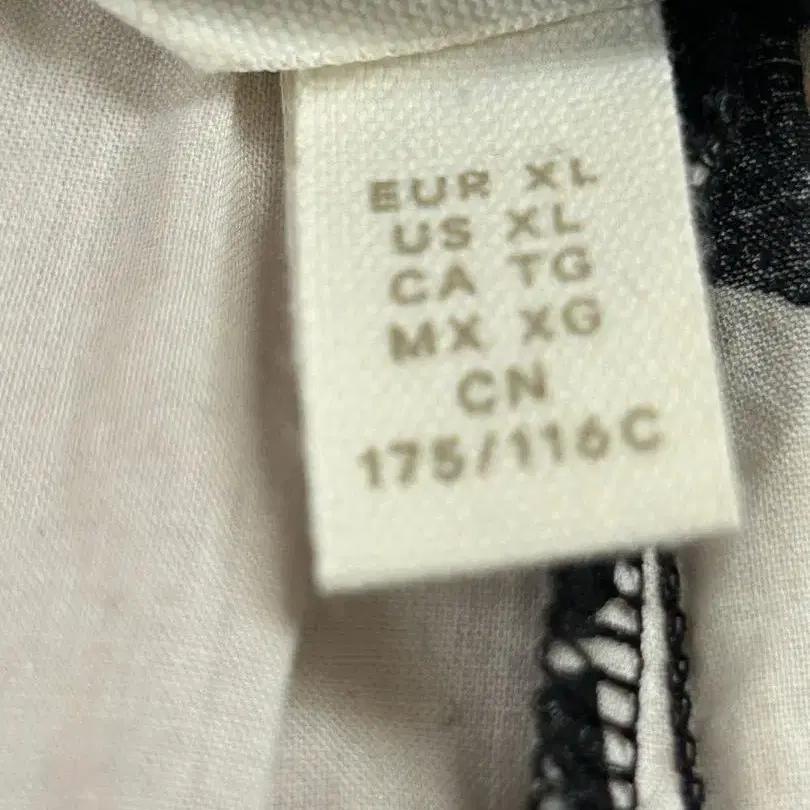 EUR XL
US XL
CA TG
MX XG
CN
175/116C